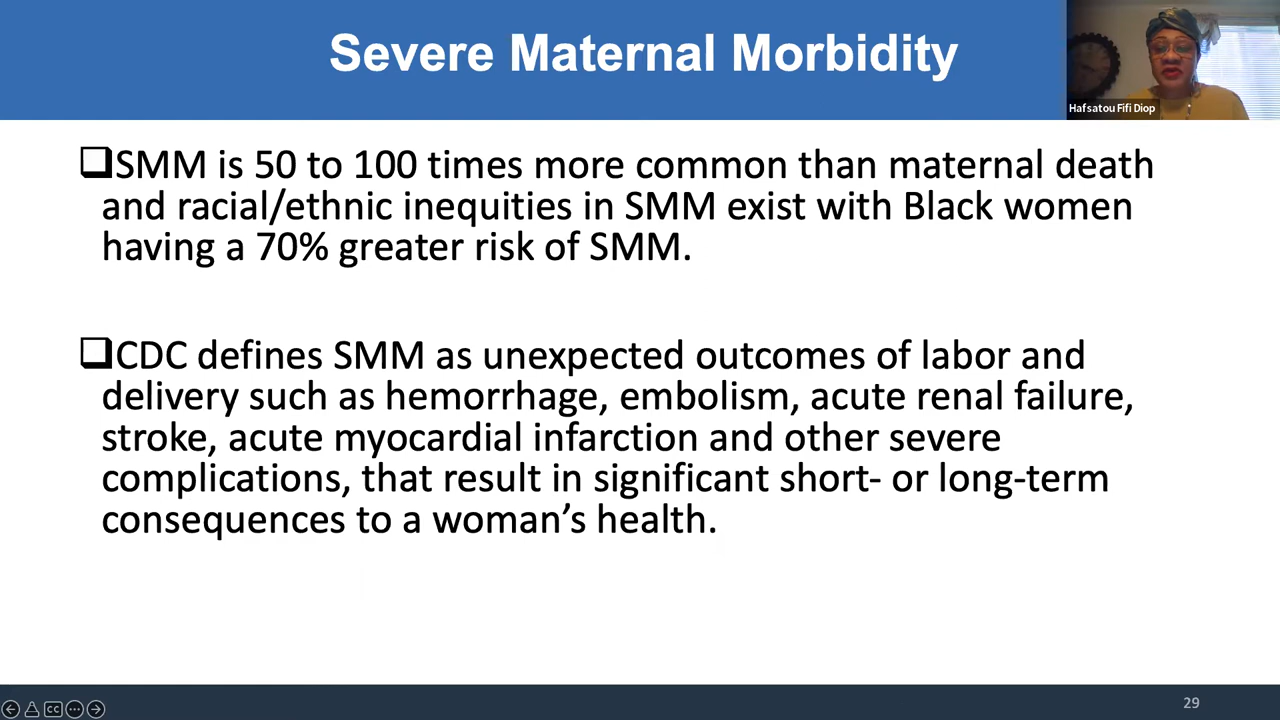 Severe Maternal Morbidity
Hafsatou Fifi Diop
SMM is 50 to 100 times more common than maternal death
and racial/ethnic inequities in SMM exist with Black women
having a 70% greater risk of SMM.
CDC defines SMM as unexpected outcomes of labor and
delivery such as hemorrhage, embolism, acute renal failure,
stroke, acute myocardial infarction and other severe
complications, that result in significant short- or long-term
consequences to a woman’s health.
CC
29